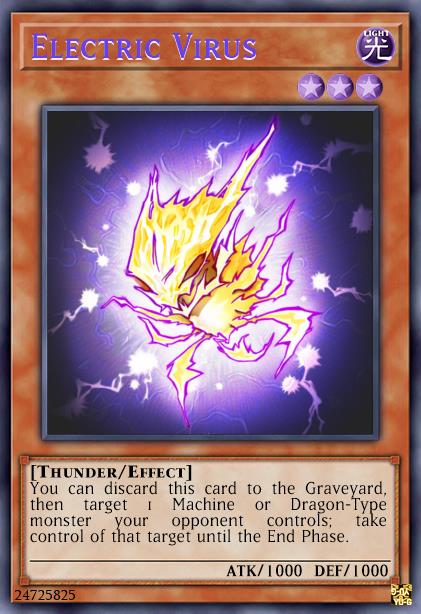 Electric Virus
LIGHT
光
[Thunder/Effect]
You can discard this card to the Graveyard,
then target 1 Machine or Dragon-Type
monster your opponent controls; take
control of that target until the End Phase.
ATK/1000 DEF/1000
24725825